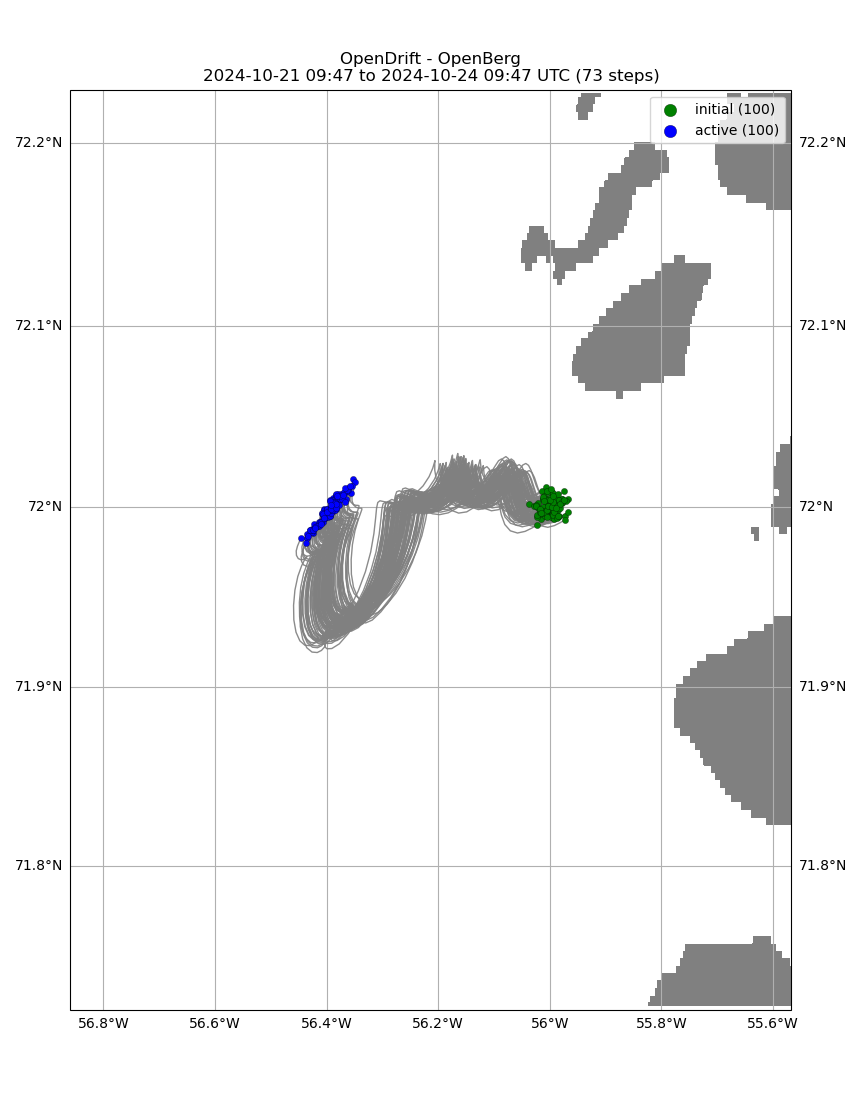 OpenDrift - OpenBerg
2024-10-21 09:47 to 2024-10-24 09:47 UTC (73 steps)
initial (100)
active (100)
72.2°N 72.2°N
72.1°N 72.1°N
72°N 72°N
71.9°N 71.9°N
71.8°N 71.8°N
56.8°W 56.6°W 56.4°W 56.2°W 56°W 55.8°W 55.6°W